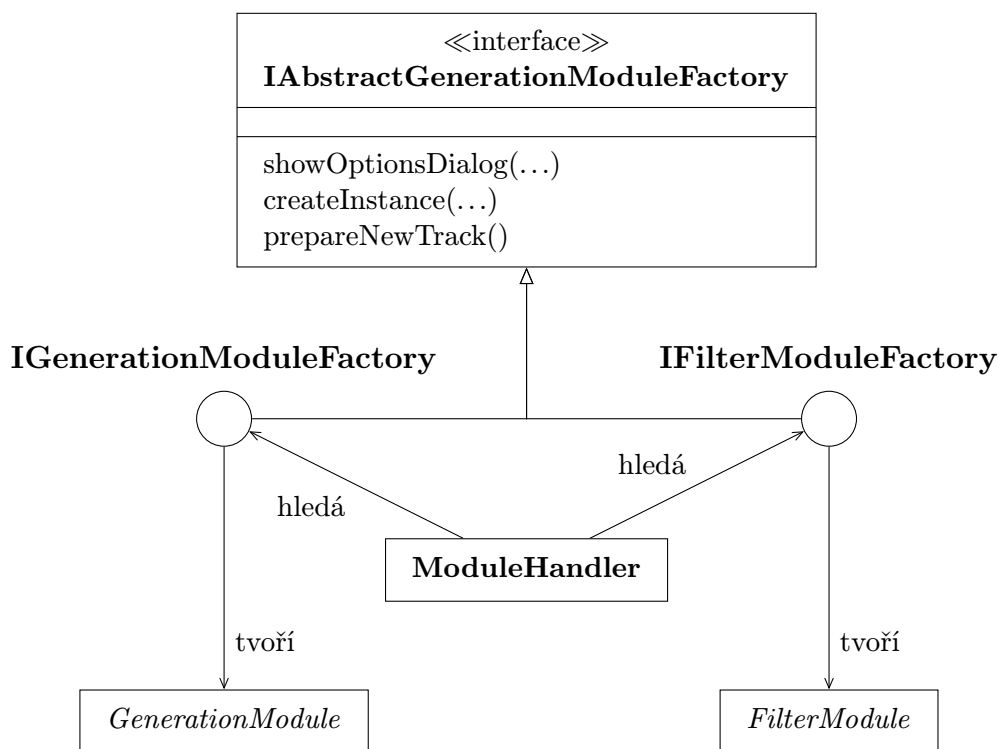 ≪interface≫
IAbstractGenerationModuleFactory
showOptionsDialog(...)
createInstance(...)
prepareNewTrack()
IGenerationModuleFactory
IFilterModuleFactory
hledá
hledá
ModuleHandler
tvoří
tvoří
GenerationModule
FilterModule